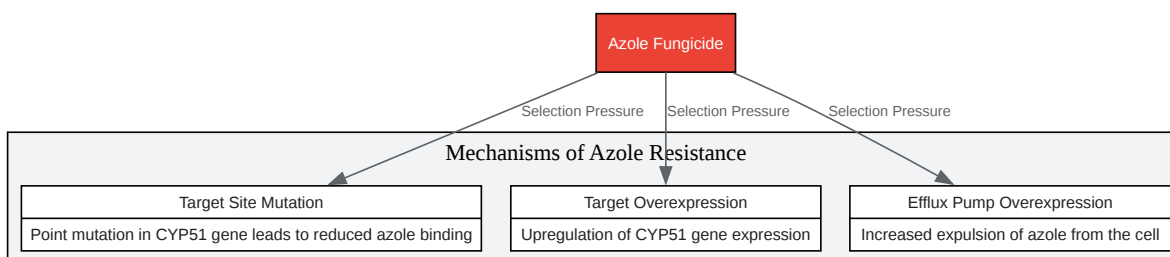 Azole Fungicide
Selection Pressure
Selection Pressure
Selection Pressure
Mechanisms of Azole Resistance
Target Site Mutation
Point mutation in CYP51 gene leads to reduced azole binding
Target Overexpression
Upregulation of CYP51 gene expression
Efflux Pump Overexpression
Increased expulsion of azole from the cell